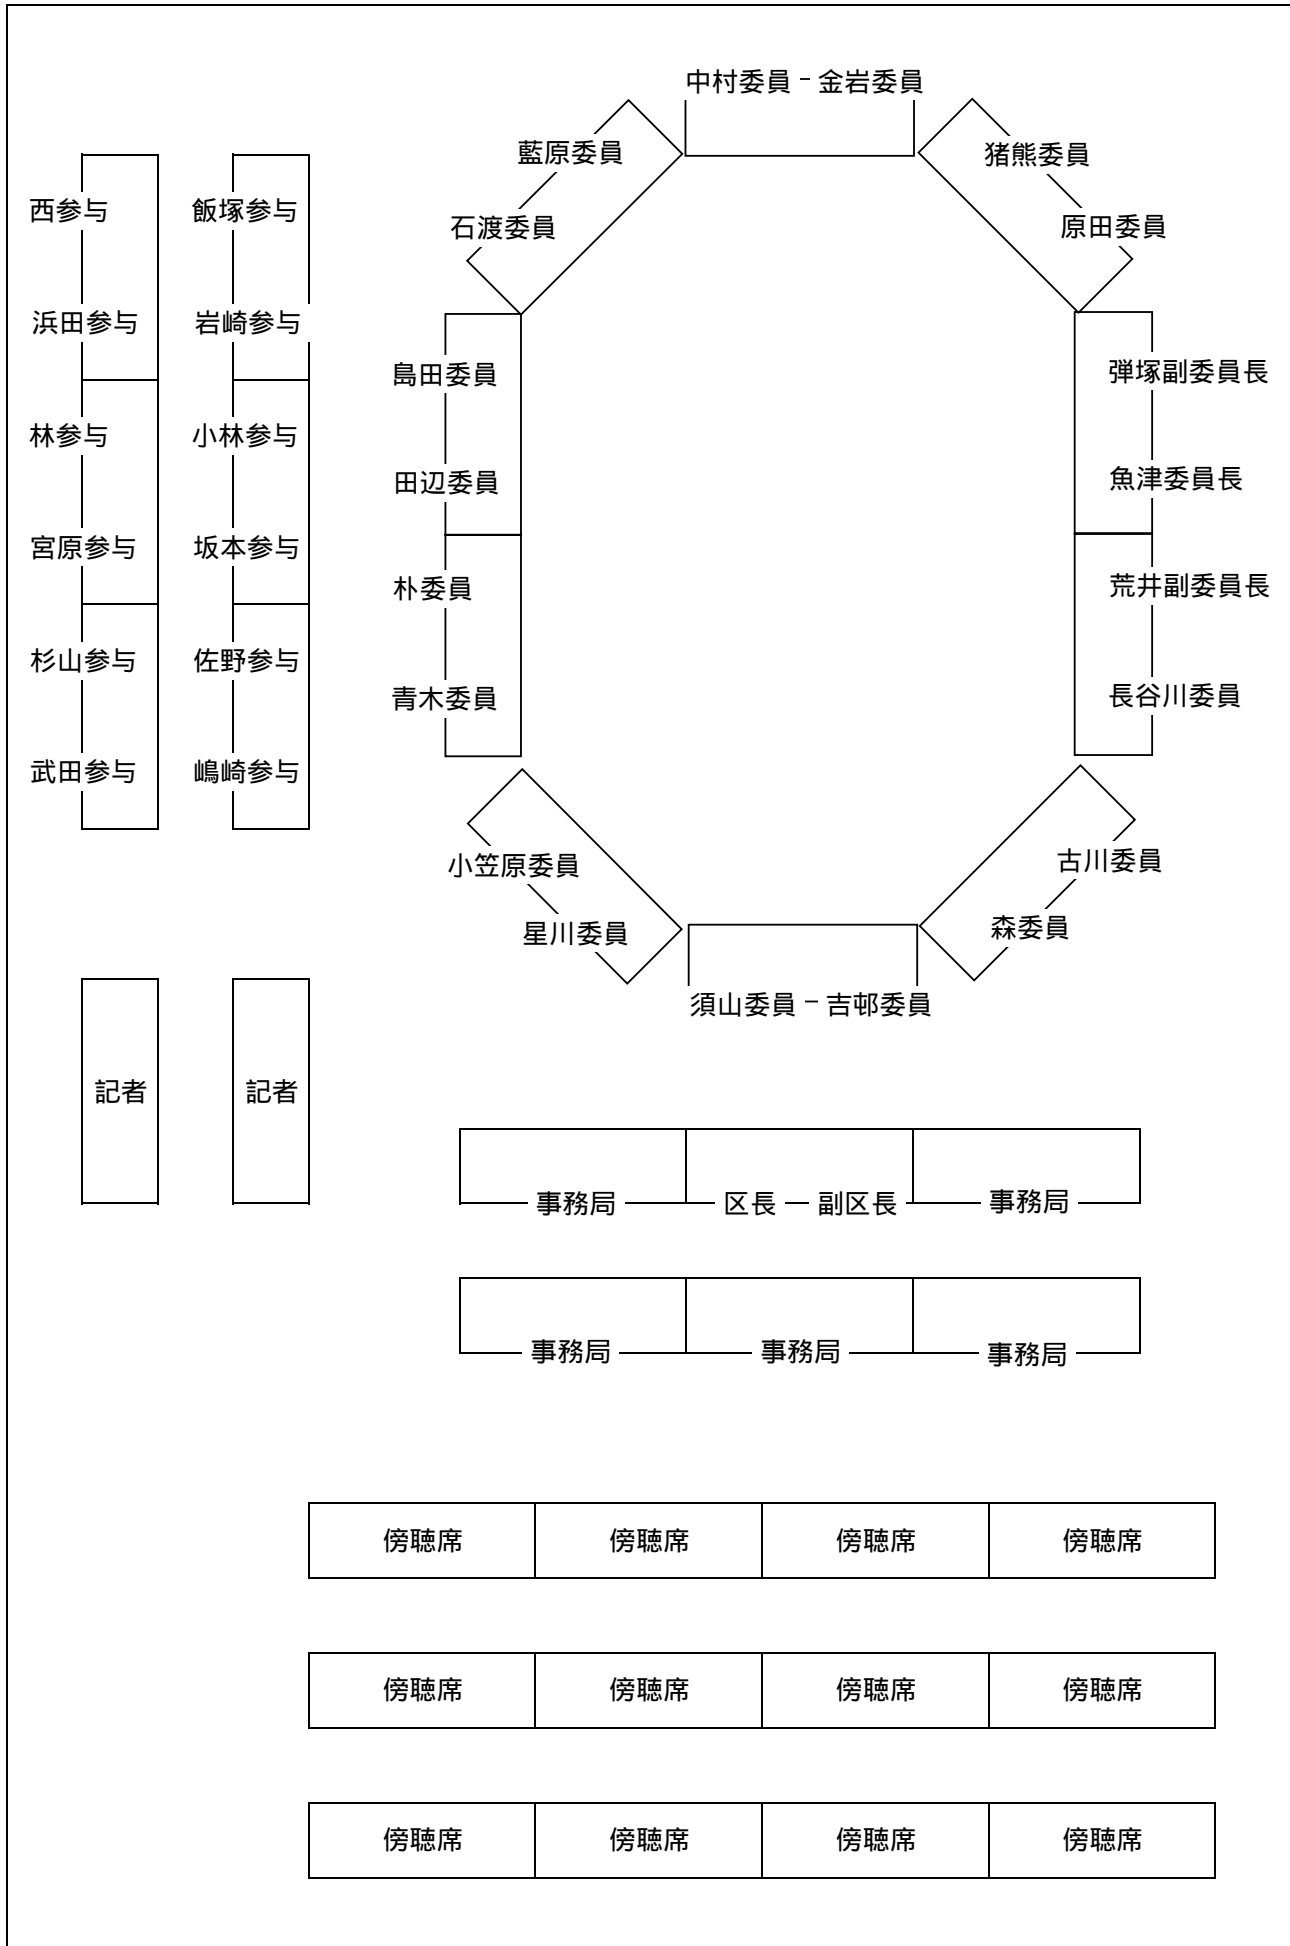 中村委員 金岩委員
藍原委員
猪熊委員
石渡委員
原田委員
西参与 飯塚参与
浜田参与 岩崎参与
林参与 小林参与
宮原参与 坂本参与
杉山参与 佐野参与
武田参与 嶋崎参与
島田委員
田辺委員
朴委員
青木委員
弾塚副委員長
魚津委員長
荒井副委員長
長谷川委員
小笠原委員
古川委員
星川委員
森委員
須山委員 吉邨委員
記者 記者
事務局 区長 副区長 事務局
事務局 事務局 事務局
傍聴席 傍聴席 傍聴席 傍聴席
傍聴席 傍聴席 傍聴席 傍聴席
傍聴席 傍聴席 傍聴席 傍聴席